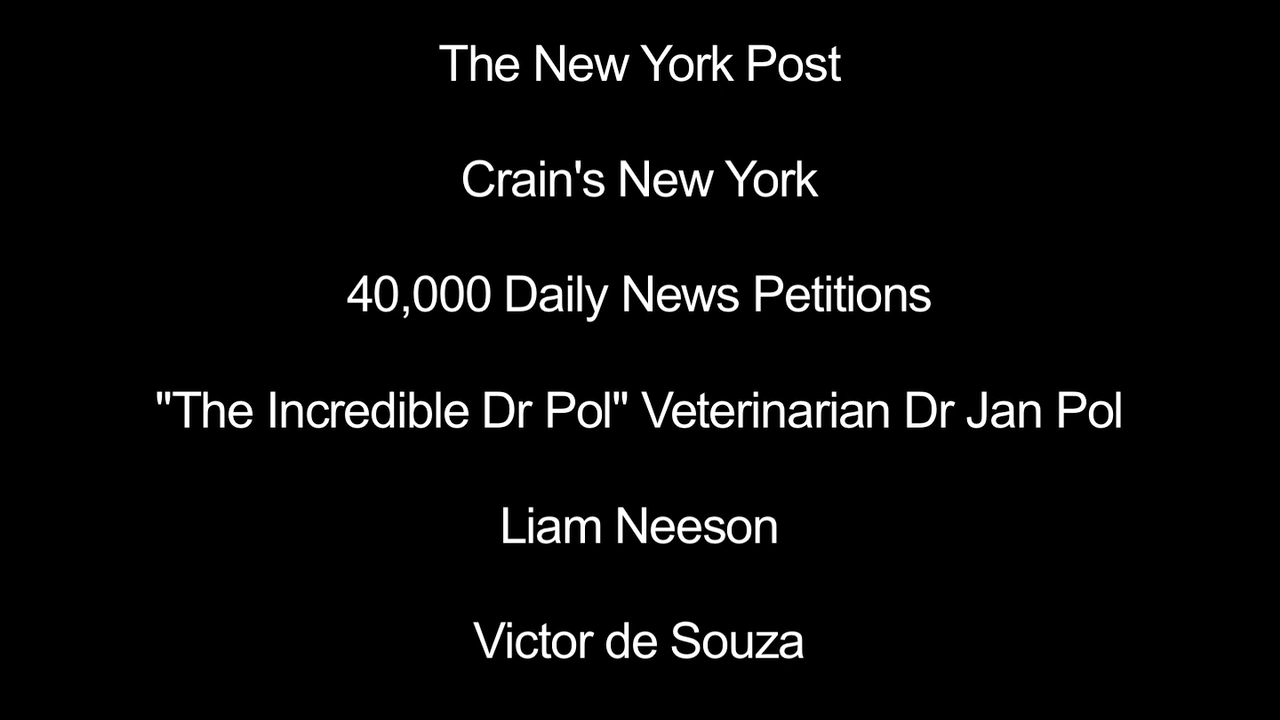 The New York Post
Crain's New York
40,000 Daily News Petitions
"The Incredible Dr Pol" Veterinarian Dr Jan Pol
Liam Neeson
Victor de Souza